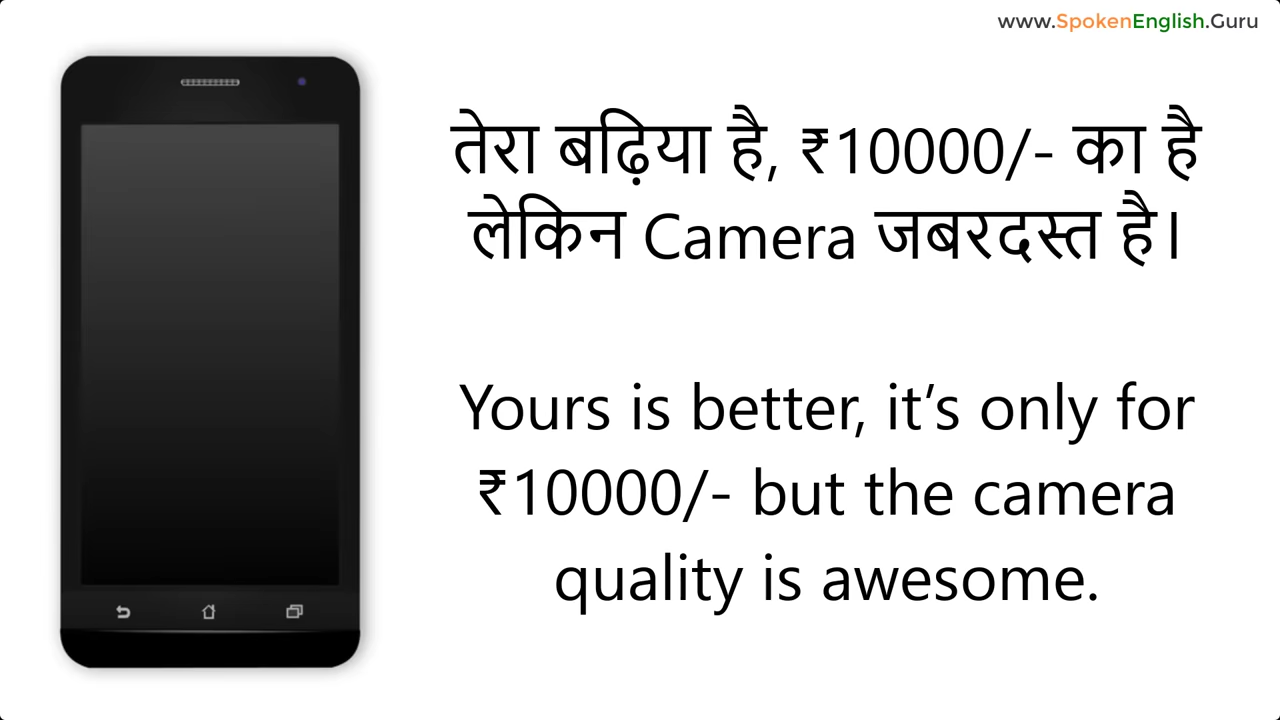 www.SpokenEnglish.Guru
तेरा बढ़िया है, ₹10000/- का है
लेकिन Camera जबरदस्त है।
Yours is better, it’s only for
₹10000/- but the camera
quality is awesome.